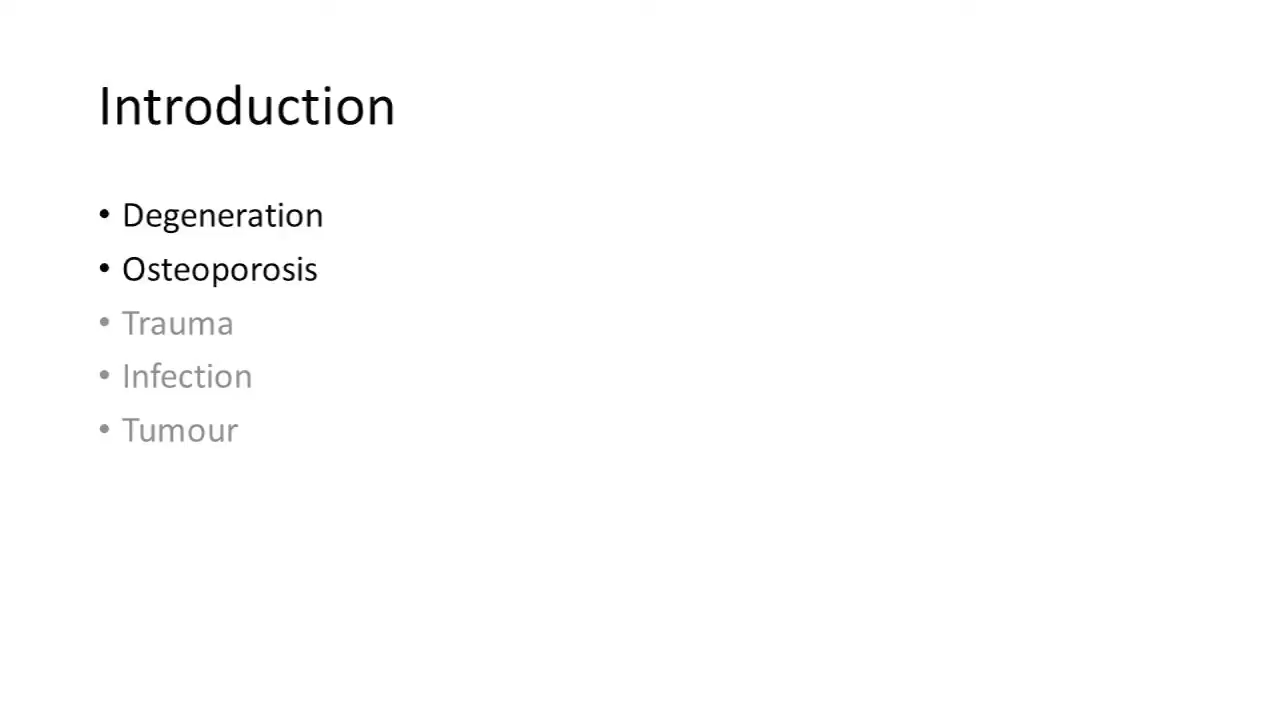 Introduction
• Degeneration
• Osteoporosis
• Trauma
• Infection
• Tumour